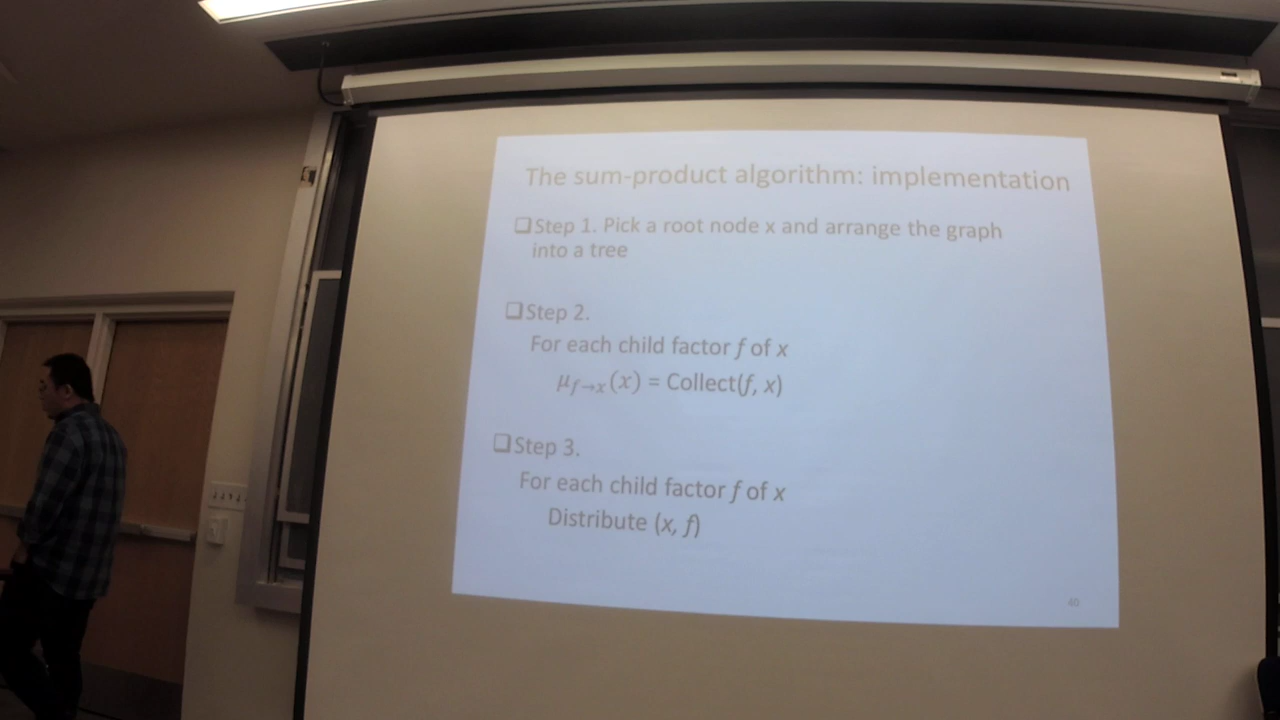 The sum-product algorithm: implementation
❑Step 1. Pick a root node x and arrange the graph
into a tree
❑Step 2.
For each child factor f of x
μf→x(x) = Collect(f, x)
❑Step 3.
For each child factor f of x
Distribute (x, f)
40